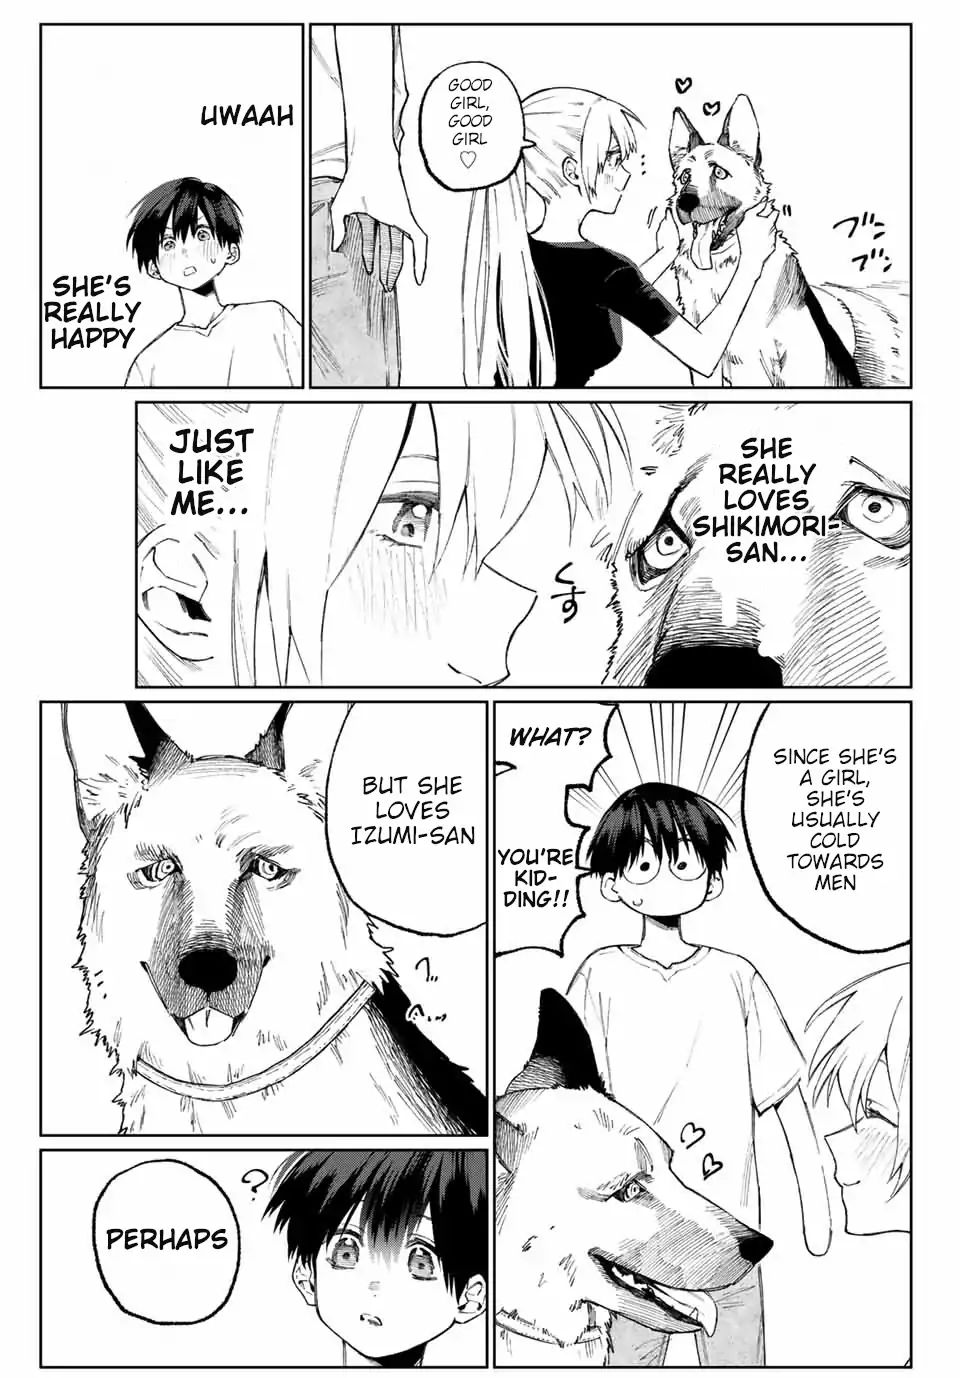 GOOD
GIRL,
GOOD
GIRL
♡
ブン
ブン
UWAAH
SHE'S
REALLY
HAPPY
SHE
REALLY
LOVES
SHIKIMORI-
SAN...
くす
JUST
LIKE
ME...
SINCE SHE'S
A GIRL,
SHE'S
USUALLY
COLD
TOWARDS
MEN
WHAT?
YOU'RE
KID-
DING!!
BUT SHE
LOVES
IZUMI-SAN
?
PERHAPS